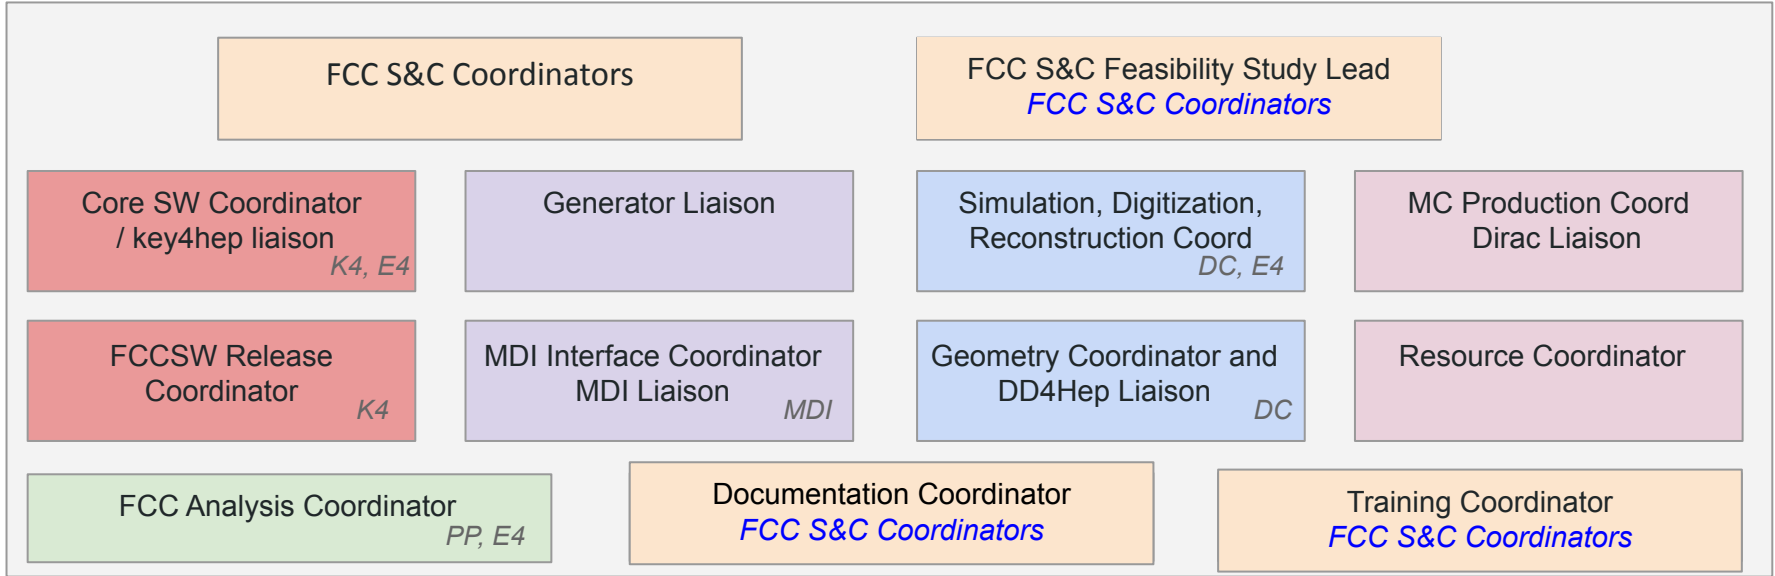 FCC S&C Coordinators
FCC S&C Feasibility Study Lead
FCC S&C Coordinators
Core SW Coordinator
/ key4hep liaison
K4, E4
Generator Liaison
Simulation, Digitization,
Reconstruction Coord
DC, E4
MC Production Coord
Dirac Liaison
FCCSW Release
Coordinator
K4
MDI Interface Coordinator
MDI Liaison
MDI
Geometry Coordinator and
DD4Hep Liaison
DC
Resource Coordinator
FCC Analysis Coordinator
PP, E4
Documentation Coordinator
FCC S&C Coordinators
Training Coordinator
FCC S&C Coordinators